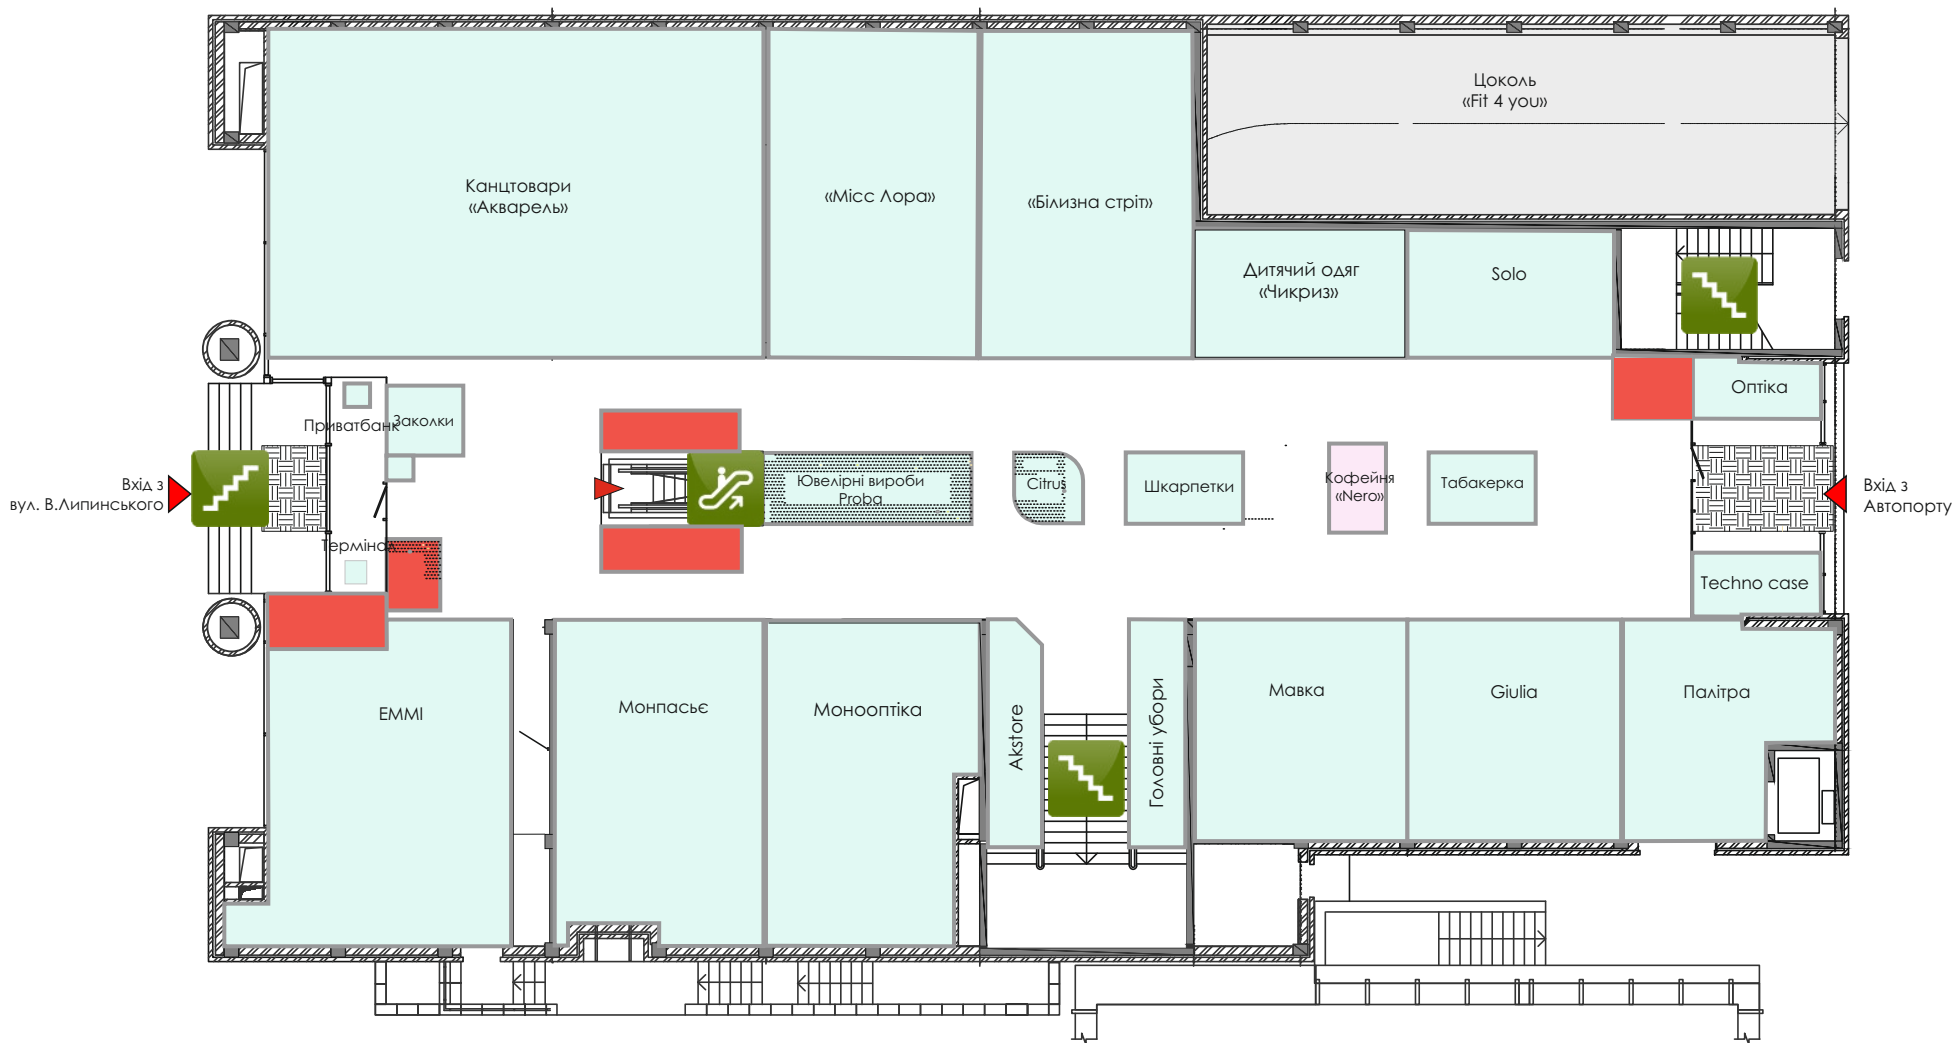 Цоколь
«Fit 4 you»
Канцтовари
«Акварель»
«Місс Лора»
«Білизна стріт»
Дитячий одяг
«Чикриз»
Solo
Оптіка
Приватбанк
Заколки
Вхід з
вул. В.Липинського
Ювелірні вироби
Proba
Citrus
Шкарпетки
Кофейня
«Nero»
Табакерка
Вхід з
Автопорту
Термінал
Techno case
EMMI
Монпасьє
Монооптіка
Akstore
Головні убори
Мавка
Giulia
Палітра